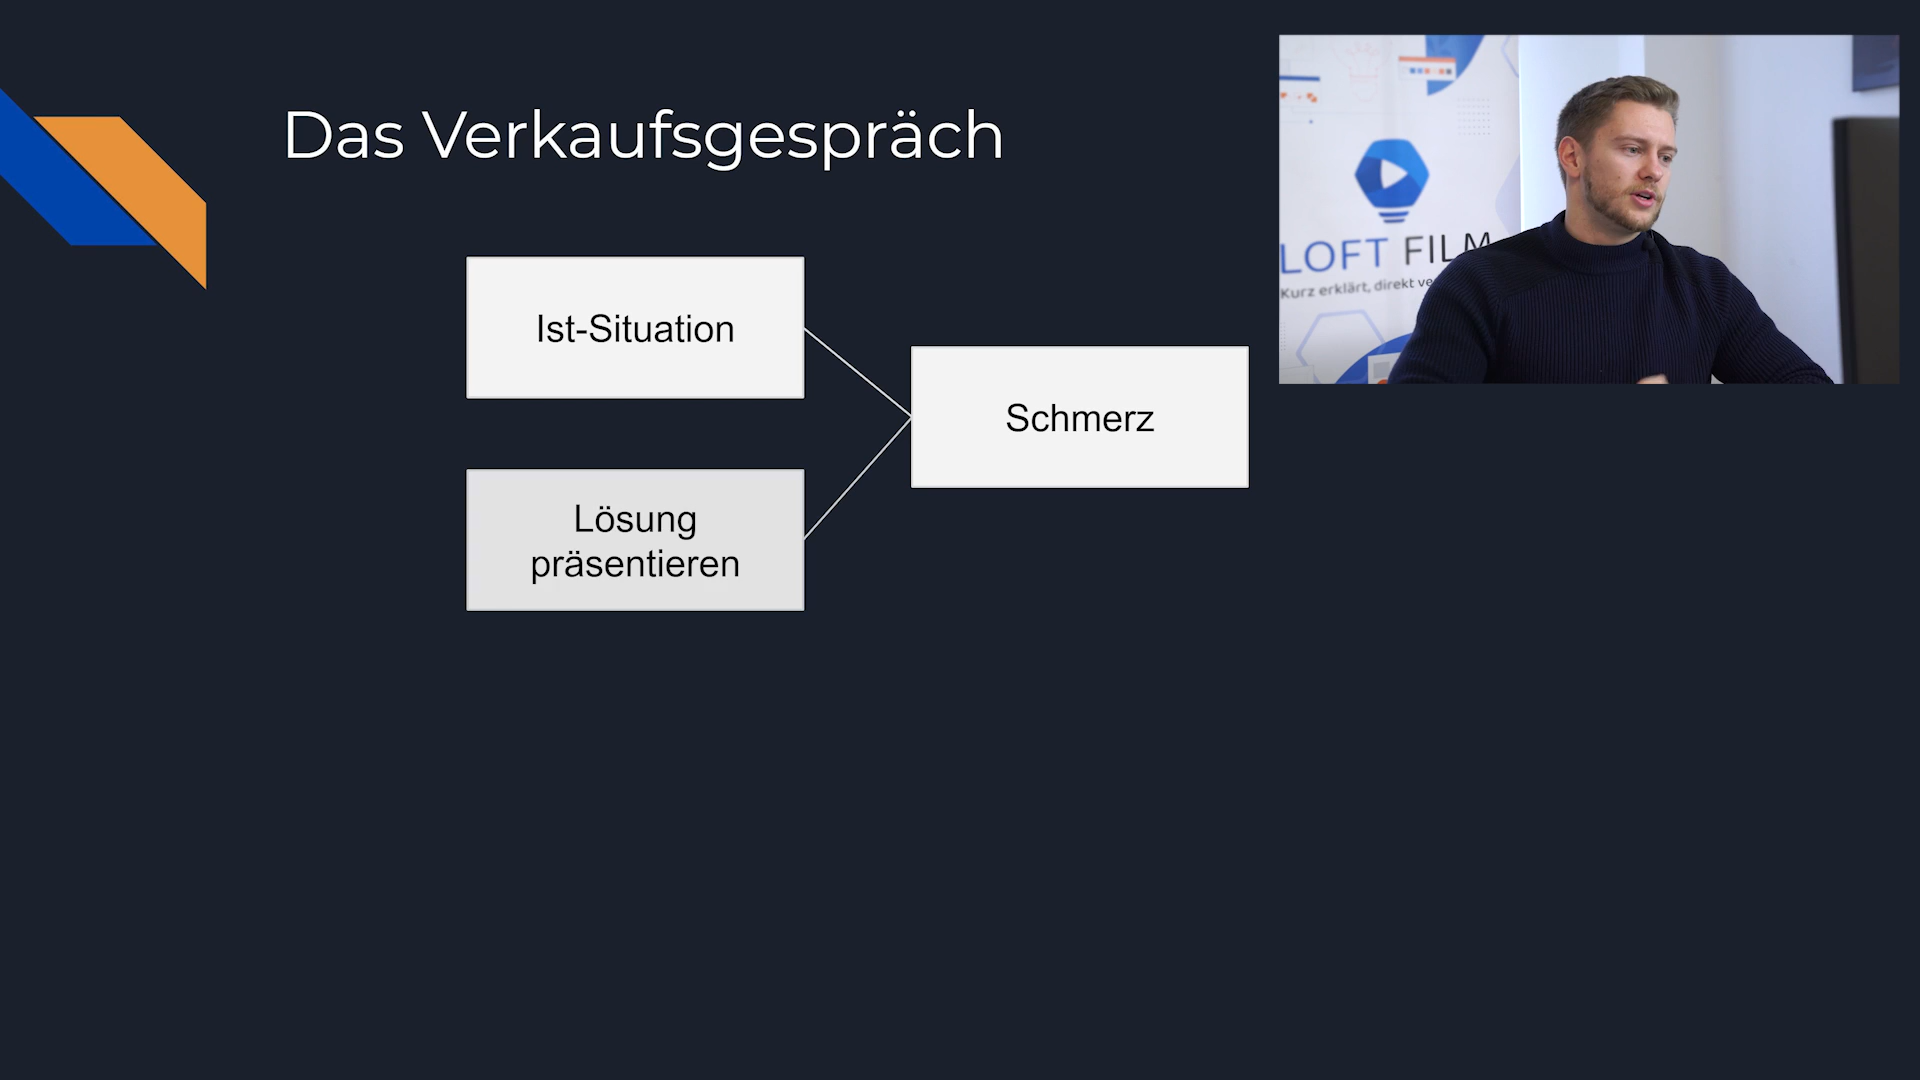 Das Verkaufsgespräch
Ist-Situation
Schmerz
Lösung
präsentieren
LOFT FILM
Kurz erklärt, direkt